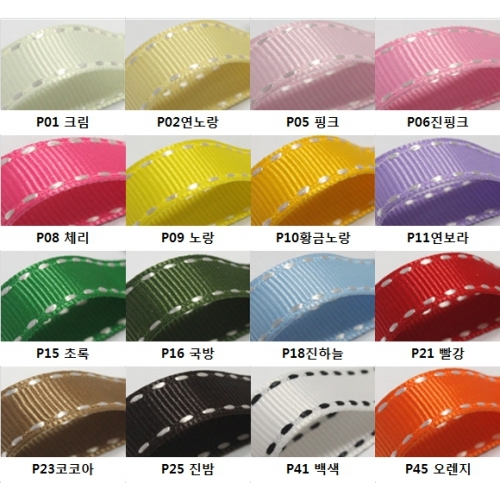 P01 크림
P02연노랑
P05 핑크
P06진핑크
P08 체리
P09 노랑
P10황금노랑
P11연보라
P15 초록
P16 국방
P18진하늘
P21 빨강
P23코코아
P25 진밤
P41 백색
P45 오렌지